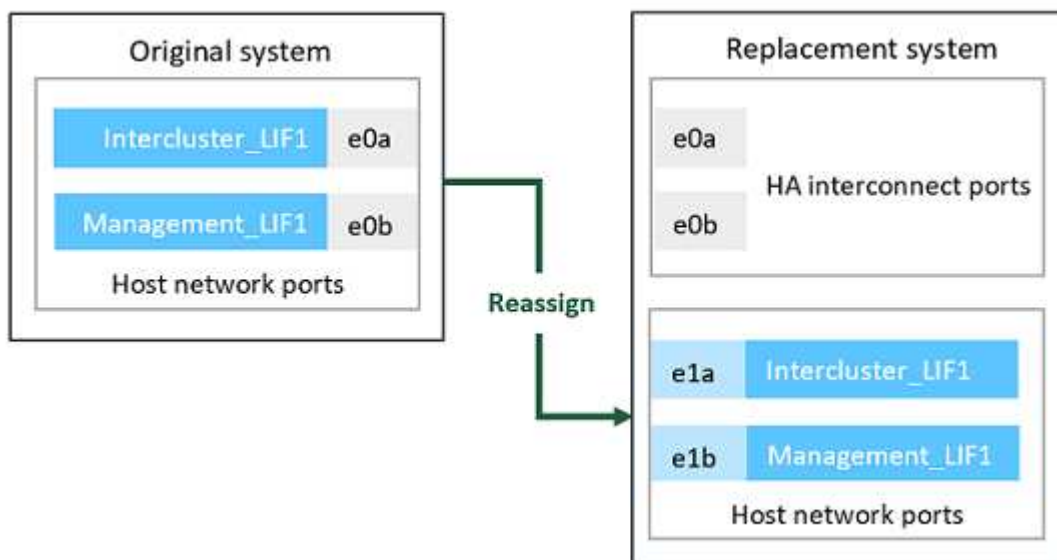 Original system
Intercluster_LIF1 e0a
Management_LIF1 e0b
Host network ports
Reassign
Replacement system
e0a
HA interconnect ports
e0b
e1a Intercluster_LIF1
e1b Management_LIF1
Host network ports